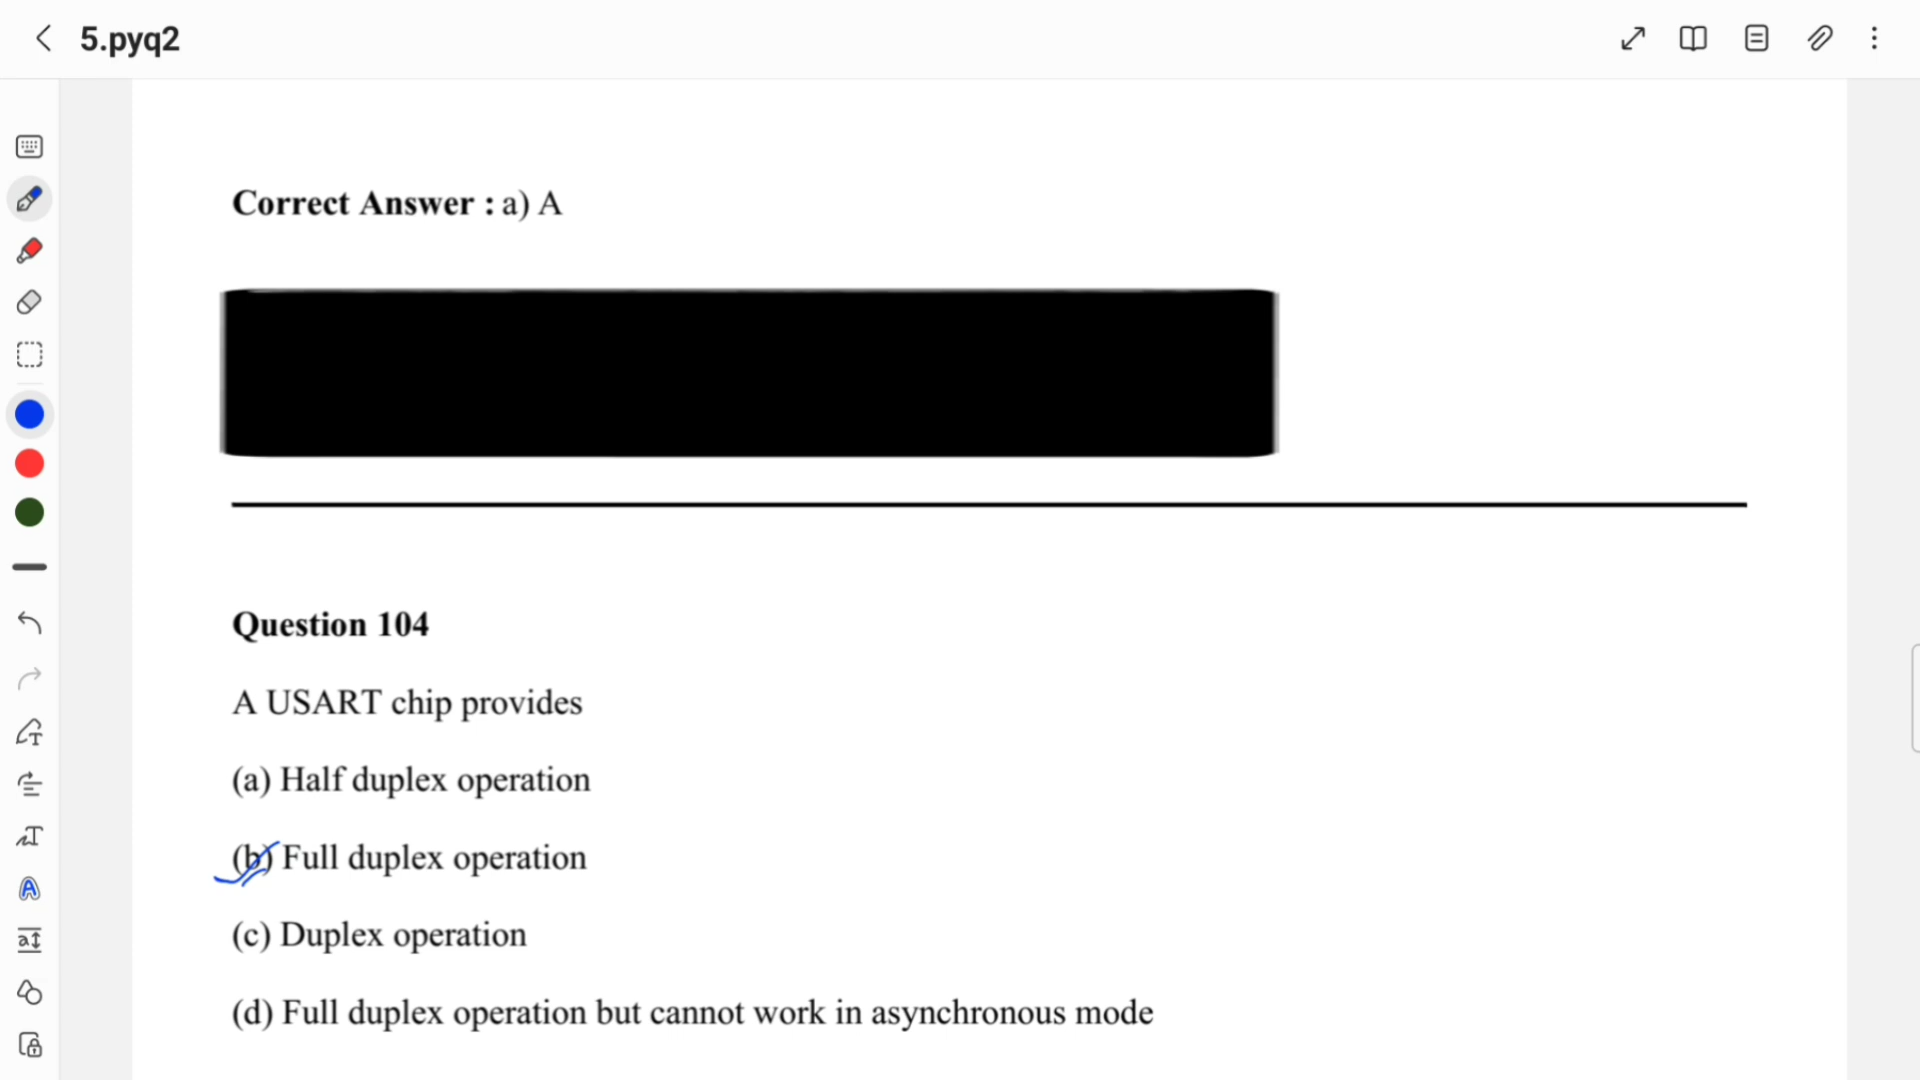 5.pyq2
Correct Answer : a) A
Question 104
A USART chip provides
(a) Half duplex operation
(b) Full duplex operation
(c) Duplex operation
(d) Full duplex operation but cannot work in asynchronous mode